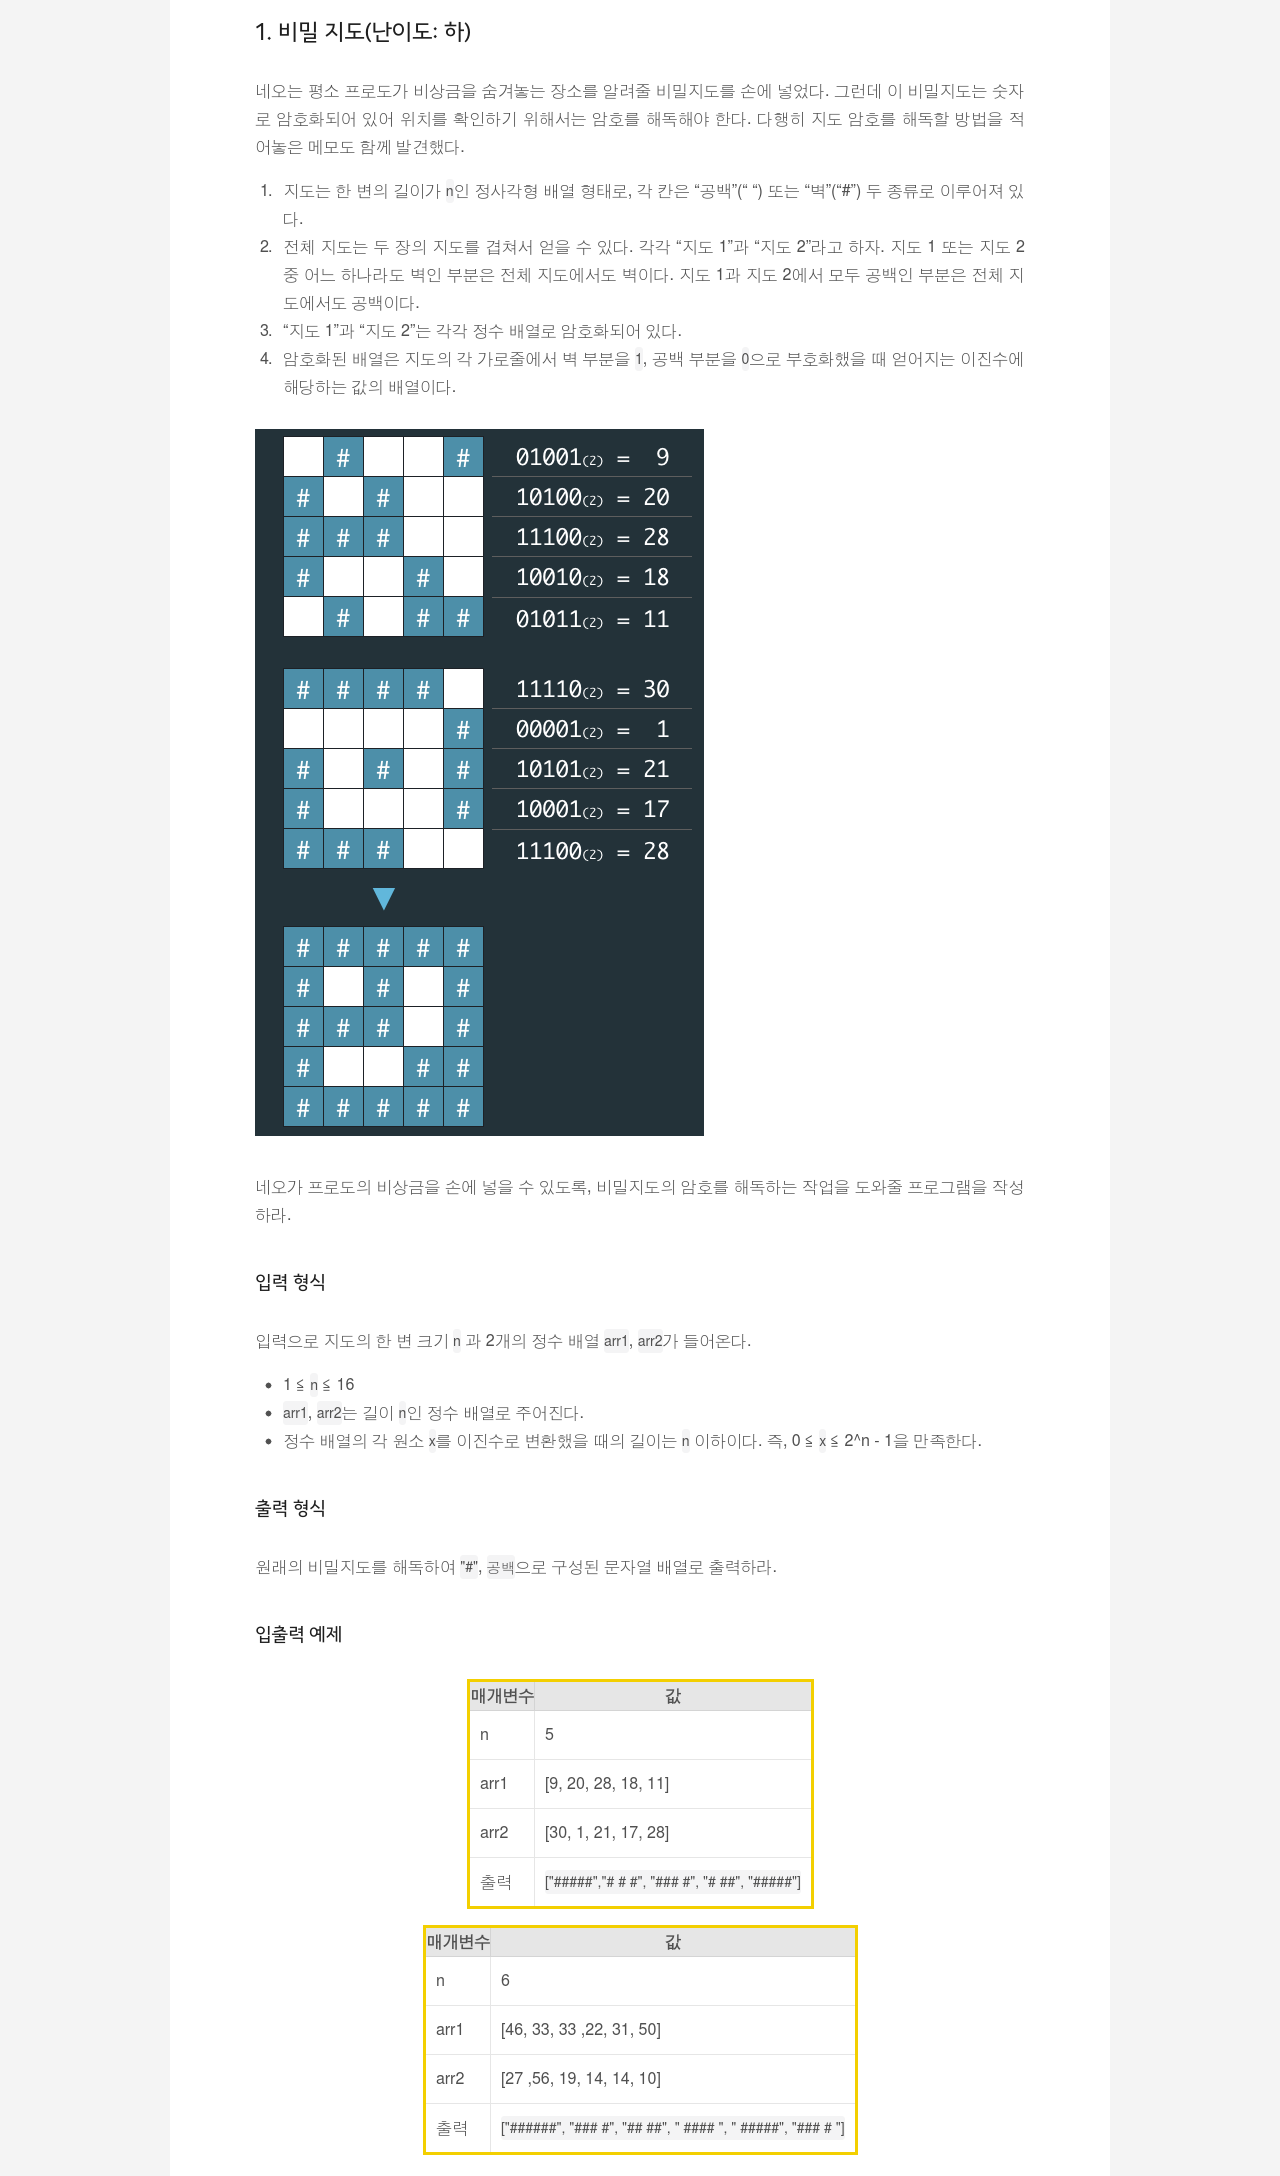 1. 비밀 지도(난이도: 하)
네오는 평소 프로도가 비상금을 숨겨놓는 장소를 알려줄 비밀지도를 손에 넣었다. 그런데 이 비밀지도는 숫자
로 암호화되어 있어 위치를 확인하기 위해서는 암호를 해독해야 한다. 다행히 지도 암호를 해독할 방법을 적
어놓은 메모도 함께 발견했다.
1. 지도는 한 변의 길이가 n인 정사각형 배열 형태로, 각 칸은 “공백”(“ “) 또는 “벽”(“#”) 두 종류로 이루어져 있
다.
2. 전체 지도는 두 장의 지도를 겹쳐서 얻을 수 있다. 각각 “지도 1”과 “지도 2”라고 하자. 지도 1 또는 지도 2
중 어느 하나라도 벽인 부분은 전체 지도에서도 벽이다. 지도 1과 지도 2에서 모두 공백인 부분은 전체 지
도에서도 공백이다.
3. “지도 1”과 “지도 2”는 각각 정수 배열로 암호화되어 있다.
4. 암호화된 배열은 지도의 각 가로줄에서 벽 부분을 1, 공백 부분을 0으로 부호화했을 때 얻어지는 이진수에
해당하는 값의 배열이다.
# # 01001(2) = 9
# # 10100(2) = 20
# # # 11100(2) = 28
# # 10010(2) = 18
# # # 01011(2) = 11
# # # # 11110(2) = 30
# 00001(2) = 1
# # # 10101(2) = 21
# # 10001(2) = 17
# # # 11100(2) = 28
# # # # #
# # #
# # # #
# # #
# # # # #
네오가 프로도의 비상금을 손에 넣을 수 있도록, 비밀지도의 암호를 해독하는 작업을 도와줄 프로그램을 작성
하라.
입력 형식
입력으로 지도의 한 변 크기 n 과 2개의 정수 배열 arr1, arr2가 들어온다.
• 1 ≦ n ≦ 16
• arr1, arr2는 길이 n인 정수 배열로 주어진다.
• 정수 배열의 각 원소 x를 이진수로 변환했을 때의 길이는 n 이하이다. 즉, 0 ≦ x ≦ 2^n - 1을 만족한다.
출력 형식
원래의 비밀지도를 해독하여 "#", 공백으로 구성된 문자열 배열로 출력하라.
입출력 예제
매개변수 값
n 5
arr1 [9, 20, 28, 18, 11]
arr2 [30, 1, 21, 17, 28]
출력 ["#####","# # #", "### #", "# ##", "#####"]
매개변수 값
n 6
arr1 [46, 33, 33 ,22, 31, 50]
arr2 [27 ,56, 19, 14, 14, 10]
출력 ["######", "### #", "## ##", " #### ", " #####", "### # "]